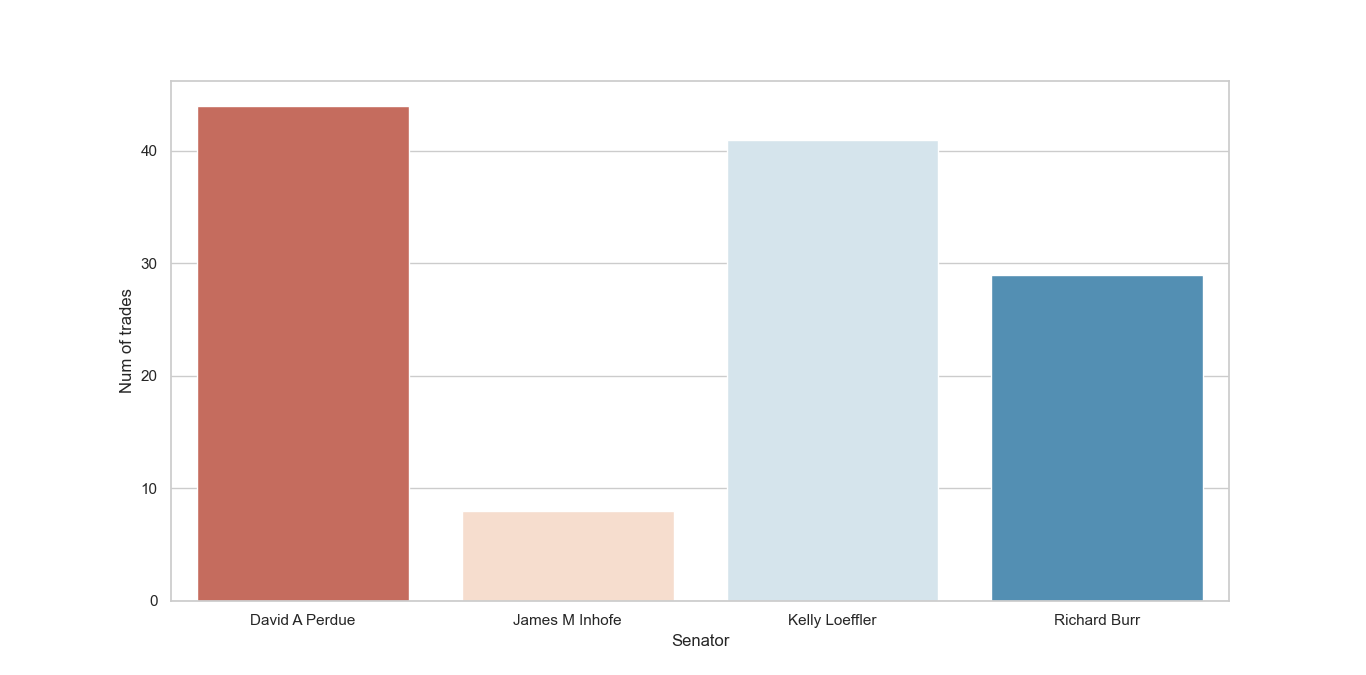 40
30
20
10
0
Num of trades
David A Perdue
James M Inhofe
Kelly Loeffler
Richard Burr
Senator